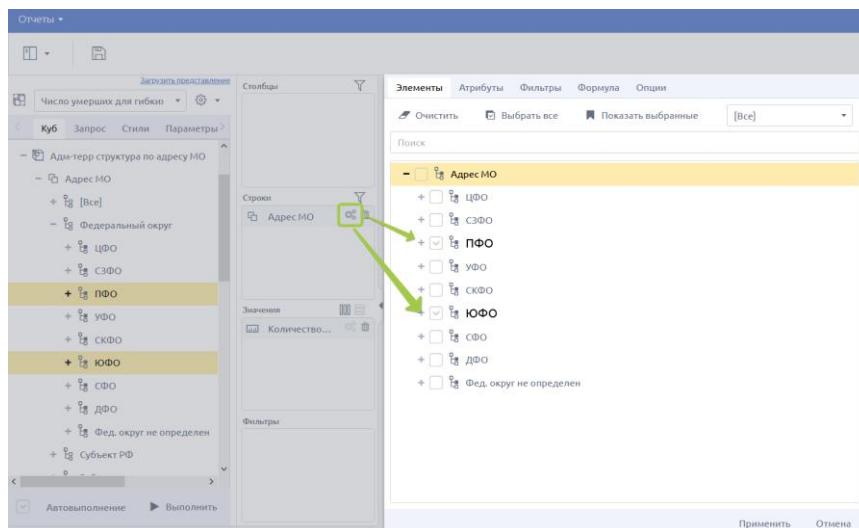 Отчеты
Загрузить представление
Число умерших для гибко
Куб Запрос Стили Параметры
Адм-терр структура по адресу МО
Адрес МО
[Все]
Федеральный округ
ЦФО
СЗФО
ПФО
УФО
СКФО
ЮФО
СФО
ДФО
Фед. округ не определен
Субъект РФ
Автовыполнение Выполнить
Столбцы
Строки
Адрес МО
Значения
Количество...
Фильтры
Элементы Атрибуты Фильтры Формула Опции
Очистить Выбрать все Показать выбранные [Все]
Поиск
Адрес МО
ЦФО
СЗФО
ПФО
УФО
СКФО
ЮФО
СФО
ДФО
Фед. округ не определен
Применить Отмена